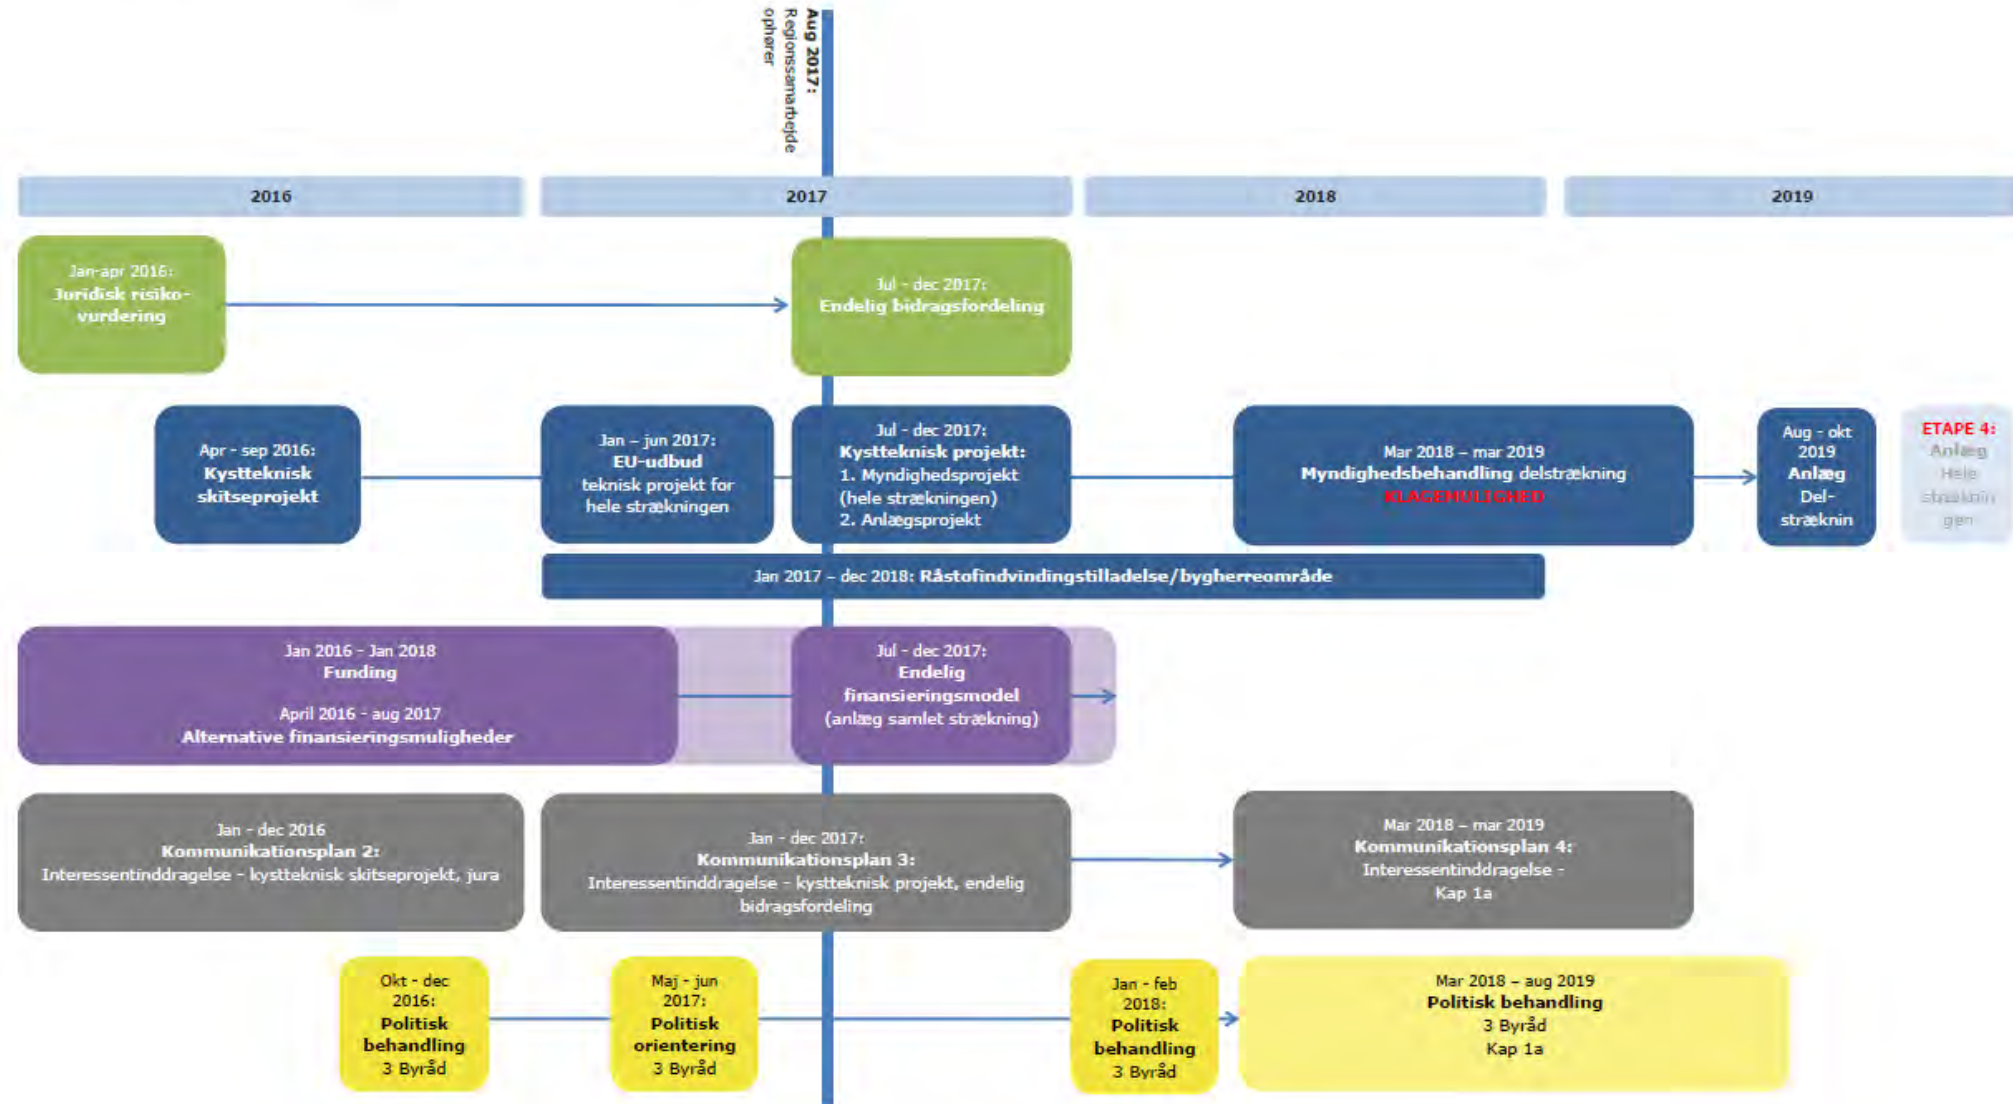 Aug 2017:
Regionssamarbejde
ophører
2016
2017
2018
2019
Jan-apr 2016:
Juridisk risiko-
vurdering
Jul - dec 2017:
Endelig bidragsfordeling
Apr - sep 2016:
Kystteknisk
skitseprojekt
Jan – jun 2017:
EU-udbud
teknisk projekt for
hele strækningen
Jul - dec 2017:
Kystteknisk projekt:
1. Myndighedsprojekt
(hele strækningen)
2. Anlægsprojekt
Mar 2018 – mar 2019
Myndighedsbehandling delstrækning
KLAGEMULIGHED
Aug - okt
2019
Anlæg
Del-
stræknin
ETAPE 4:
Anlæg
Hele
stræknin
gen
Jan 2017 – dec 2018: Råstofindvindingstilladelse/bygherreområde
Jan 2016 - Jan 2018
Funding
April 2016 - aug 2017
Alternative finansieringsmuligheder
Jul - dec 2017:
Endelig
finansieringsmodel
(anlæg samlet strækning)
Jan - dec 2016
Kommunikationsplan 2:
Interessentinddragelse - kystteknisk skitseprojekt, jura
Jan - dec 2017:
Kommunikationsplan 3:
Interessentinddragelse - kystteknisk projekt, endelig
bidragsfordeling
Mar 2018 – mar 2019
Kommunikationsplan 4:
Interessentinddragelse -
Kap 1a
Okt - dec
2016:
Politisk
behandling
3 Byråd
Maj - jun
2017:
Politisk
orientering
3 Byråd
Jan - feb
2018:
Politisk
behandling
3 Byråd
Mar 2018 – aug 2019
Politisk behandling
3 Byråd
Kap 1a